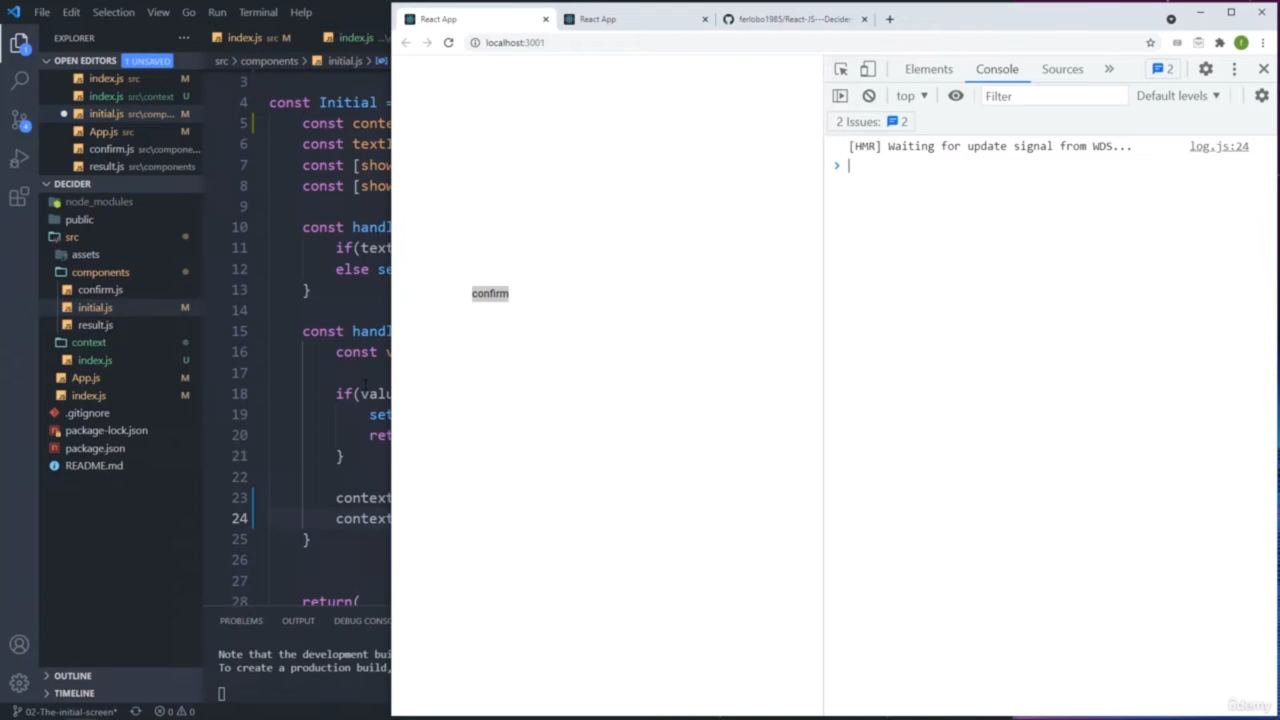 File Edit Selection View Go Run Terminal Help
EXPLORER
OPEN EDITORS 1 UNSAVED
index.js src M
index.js src\context U
initial.js src\comp... M
App.js src M
confirm.js src\compone...
result.js src\components
DECIDER
node_modules
public
src
assets
components
confirm.js
initial.js M
result.js
context
index.js U
App.js M
index.js M
.gitignore
package-lock.json
package.json
README.md
OUTLINE
TIMELINE
02-The-initial-screen* 0 0
index.js src M index.js ...\
src > components > initial.js >
3
4 const Initial =
5 const conte
6 const textI
7 const [show
8 const [show
9
10 const handl
11 if(text
12 else se
13 }
14
15 const handl
16 const v
17
18 if(valu
19 set
20 ret
21 }
22
23 context
24 context
25 }
26
27
28 return(
PROBLEMS OUTPUT DEBUG CONSO
Note that the development bui
To create a production build,
React App React App ferlobo1985/React-JS---Decider-
localhost:3001
f
confirm
Elements Console Sources 2
top Filter Default levels
2 Issues: 2
[HMR] Waiting for update signal from WDS... log.js:24
>
Udemy